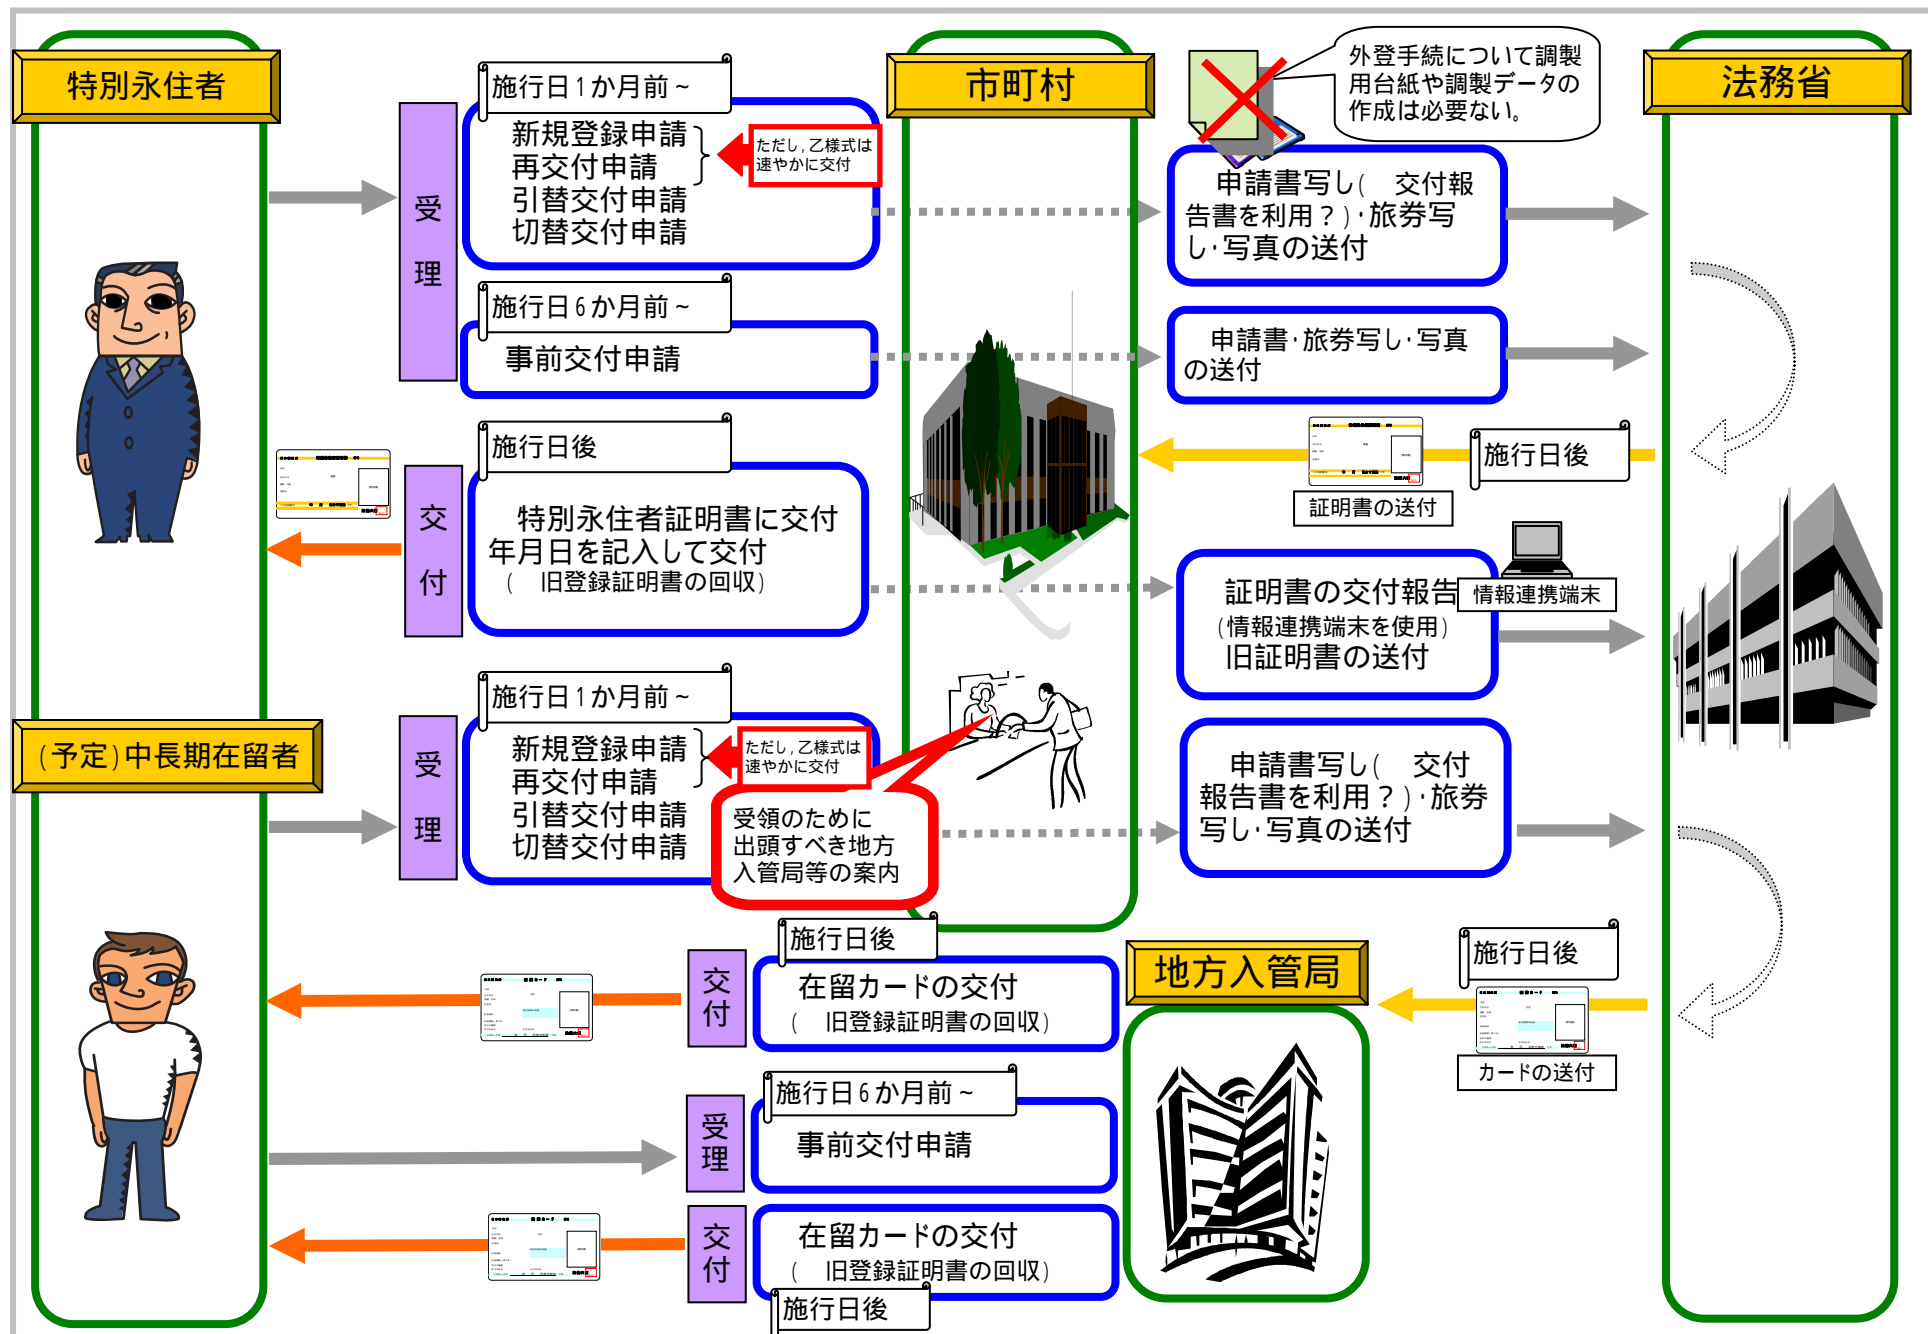 特別永住者
市町村
法務省
外登手続について調製
用台紙や調製データの
作成は必要ない。
受理
施行日1か月前~
新規登録申請
再交付申請
引替交付申請
切替交付申請
ただし,乙様式は
速やかに交付
申請書写し( 交付報
告書を利用?)・旅券写
し・写真の送付
施行日6か月前~
事前交付申請
申請書・旅券写し・写真
の送付
施行日後
証明書の送付
交付
施行日後
特別永住者証明書に交付
年月日を記入して交付
( 旧登録証明書の回収)
情報連携端末
証明書の交付報告
(情報連携端末を使用)
旧証明書の送付
(予定)中長期在留者
受理
施行日1か月前~
新規登録申請
再交付申請
引替交付申請
切替交付申請
ただし,乙様式は
速やかに交付
受領のために
出頭すべき地方
入管局等の案内
申請書写し( 交付
報告書を利用?)・旅券
写し・写真の送付
地方入管局
施行日後
カードの送付
交付
施行日後
在留カードの交付
( 旧登録証明書の回収)
受理
施行日6か月前~
事前交付申請
交付
在留カードの交付
( 旧登録証明書の回収)
施行日後